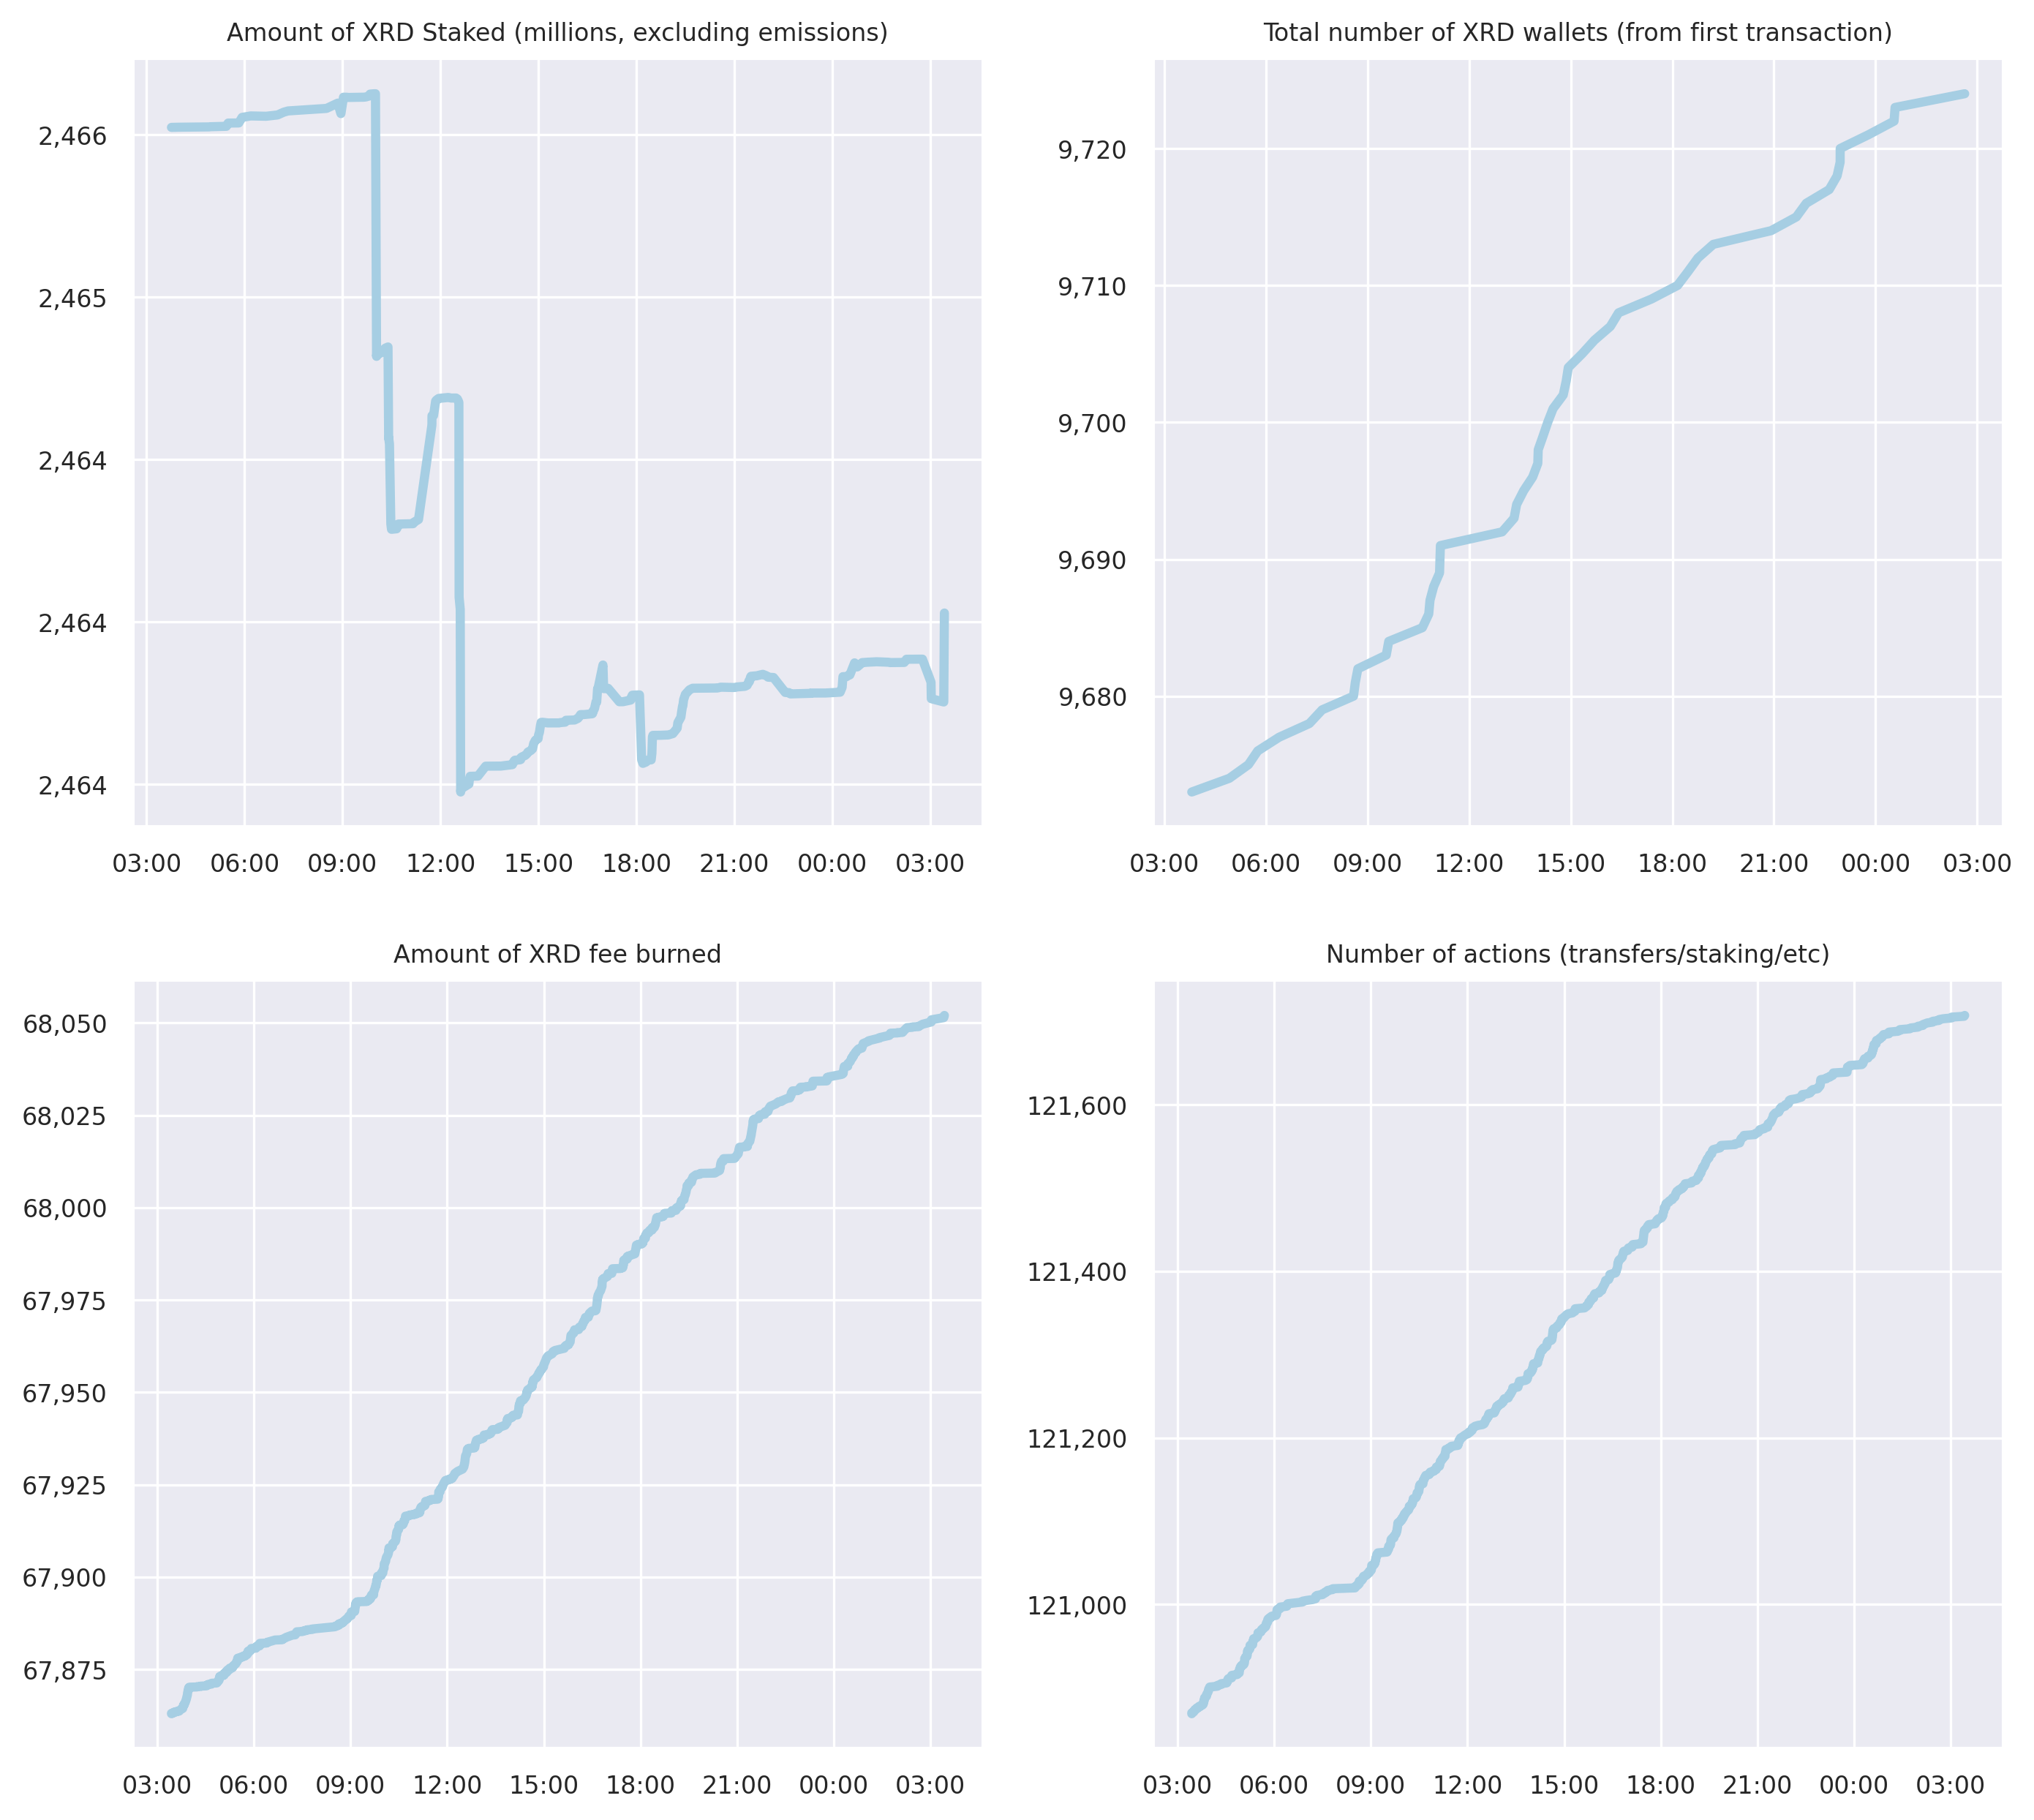 Amount of XRD Staked (millions, excluding emissions)
2,466
2,465
2,464
2,464
2,464
03:00 06:00 09:00 12:00 15:00 18:00 21:00 00:00 03:00
Total number of XRD wallets (from first transaction)
9,720
9,710
9,700
9,690
9,680
03:00 06:00 09:00 12:00 15:00 18:00 21:00 00:00 03:00
Amount of XRD fee burned
68,050
68,025
68,000
67,975
67,950
67,925
67,900
67,875
03:00 06:00 09:00 12:00 15:00 18:00 21:00 00:00 03:00
Number of actions (transfers/staking/etc)
121,600
121,400
121,200
121,000
03:00 06:00 09:00 12:00 15:00 18:00 21:00 00:00 03:00